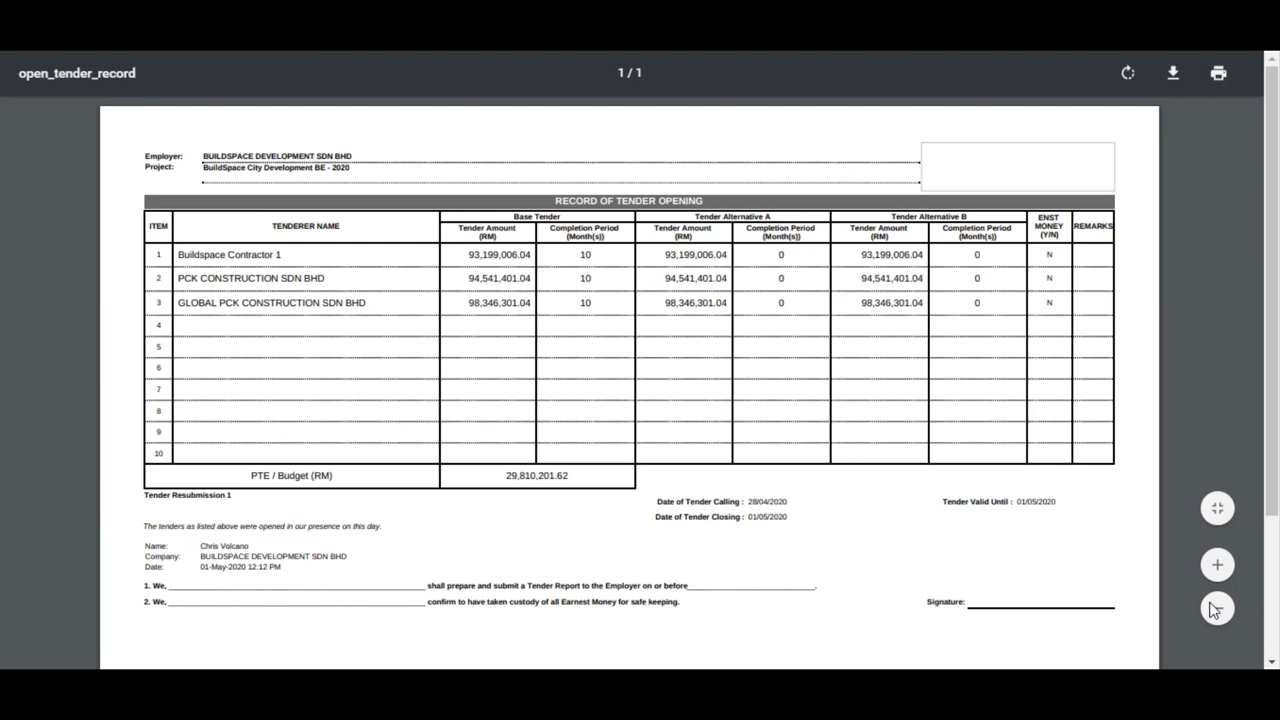 open_tender_record
1 / 1
Employer: BUILDSPACE DEVELOPMENT SDN BHD
Project: BuildSpace City Development BE - 2020
RECORD OF TENDER OPENING
ITEM TENDERER NAME Base Tender Tender Alternative A Tender Alternative B ENST MONEY (Y/N) REMARKS
Tender Amount (RM) Completion Period (Month(s)) Tender Amount (RM) Completion Period (Month(s)) Tender Amount (RM) Completion Period (Month(s))
1 Buildspace Contractor 1 93,199,006.04 10 93,199,006.04 0 93,199,006.04 0 N
2 PCK CONSTRUCTION SDN BHD 94,541,401.04 10 94,541,401.04 0 94,541,401.04 0 N
3 GLOBAL PCK CONSTRUCTION SDN BHD 98,346,301.04 10 98,346,301.04 0 98,346,301.04 0 N
4
5
6
7
8
9
10
PTE / Budget (RM) 29,810,201.62
Tender Resubmission 1
Date of Tender Calling : 28/04/2020 Tender Valid Until : 01/05/2020
Date of Tender Closing : 01/05/2020
The tenders as listed above were opened in our presence on this day.
Name: Chris Volcano
Company: BUILDSPACE DEVELOPMENT SDN BHD
Date: 01-May-2020 12:12 PM
1. We, ____ shall prepare and submit a Tender Report to the Employer on or before____.
2. We, ____ confirm to have taken custody of all Earnest Money for safe keeping. Signature: ____